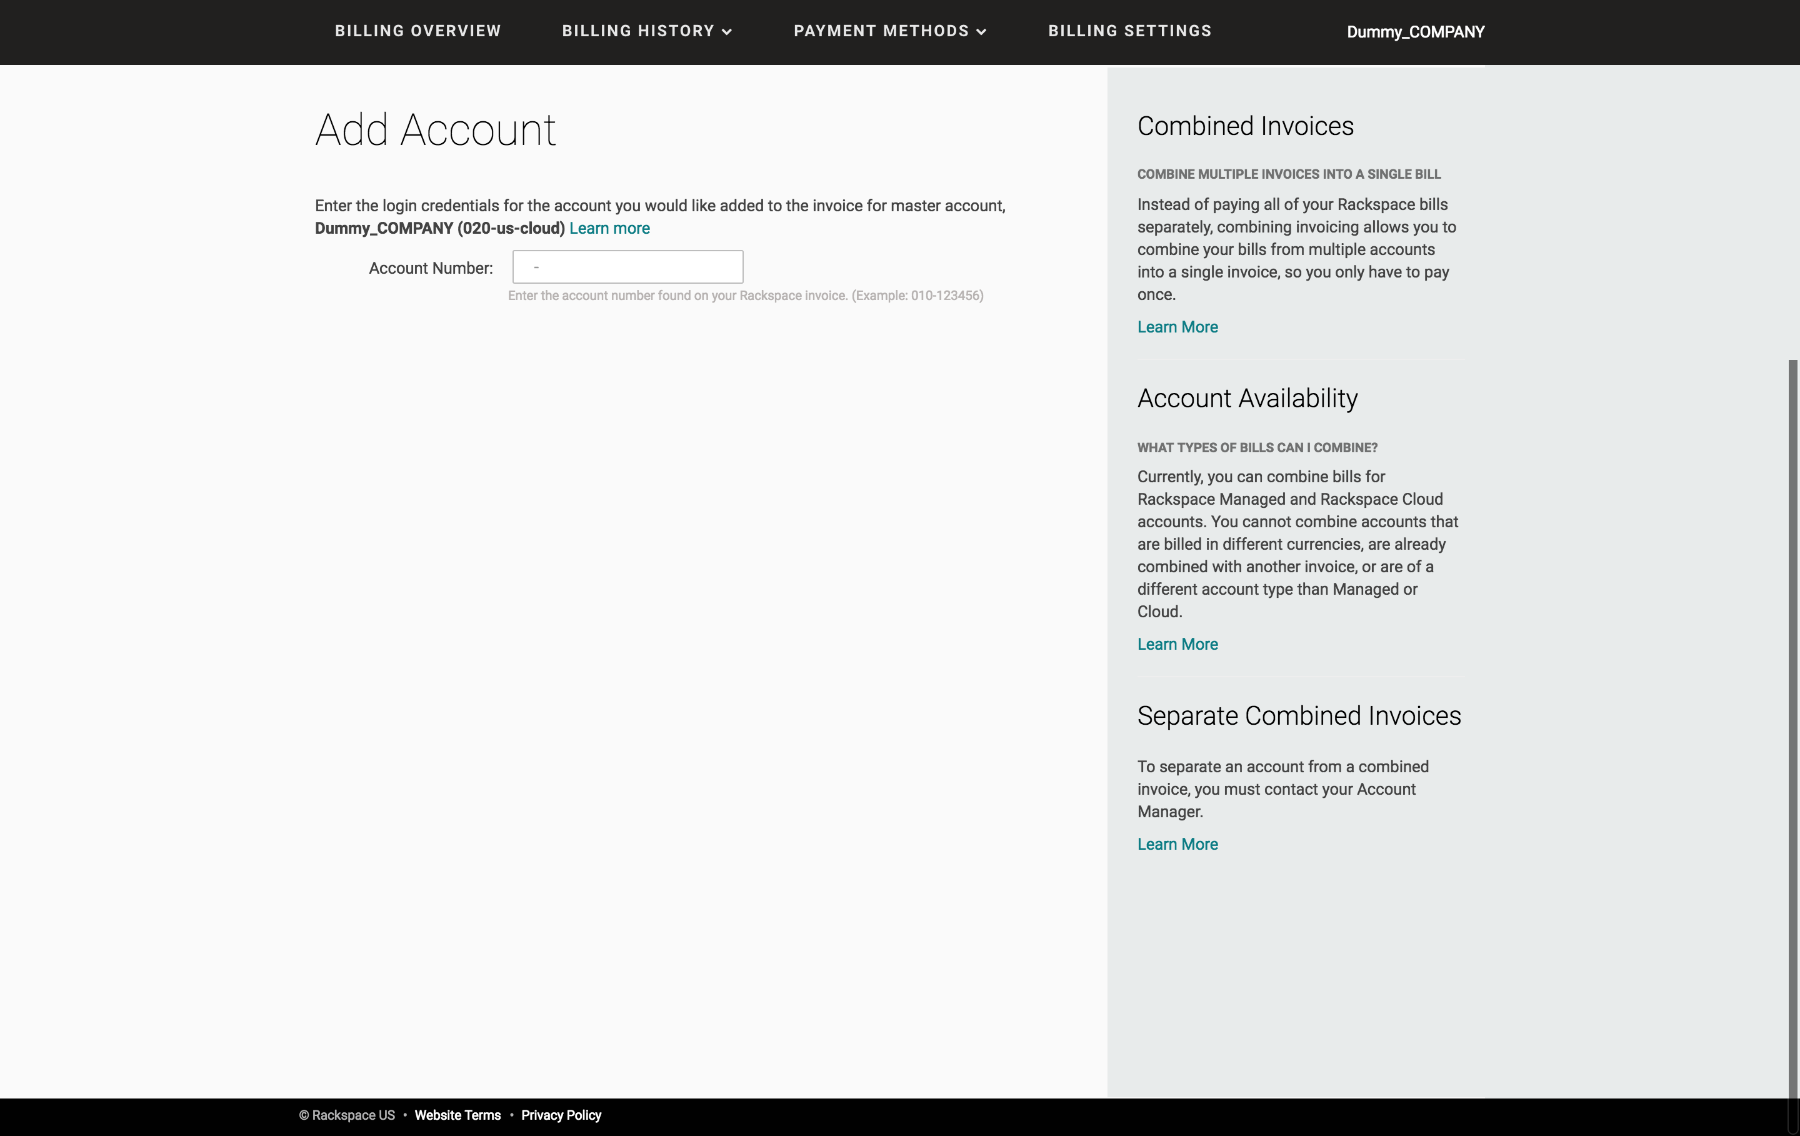 BILLING OVERVIEW BILLING HISTORY PAYMENT METHODS BILLING SETTINGS Dummy_COMPANY
Add Account
Enter the login credentials for the account you would like added to the invoice for master account,
Dummy_COMPANY (020-us-cloud) Learn more
Account Number: -
Enter the account number found on your Rackspace invoice. (Example: 010-123456)
Combined Invoices
COMBINE MULTIPLE INVOICES INTO A SINGLE BILL
Instead of paying all of your Rackspace bills
separately, combining invoicing allows you to
combine your bills from multiple accounts
into a single invoice, so you only have to pay
once.
Learn More
Account Availability
WHAT TYPES OF BILLS CAN I COMBINE?
Currently, you can combine bills for
Rackspace Managed and Rackspace Cloud
accounts. You cannot combine accounts that
are billed in different currencies, are already
combined with another invoice, or are of a
different account type than Managed or
Cloud.
Learn More
Separate Combined Invoices
To separate an account from a combined
invoice, you must contact your Account
Manager.
Learn More
© Rackspace US • Website Terms • Privacy Policy